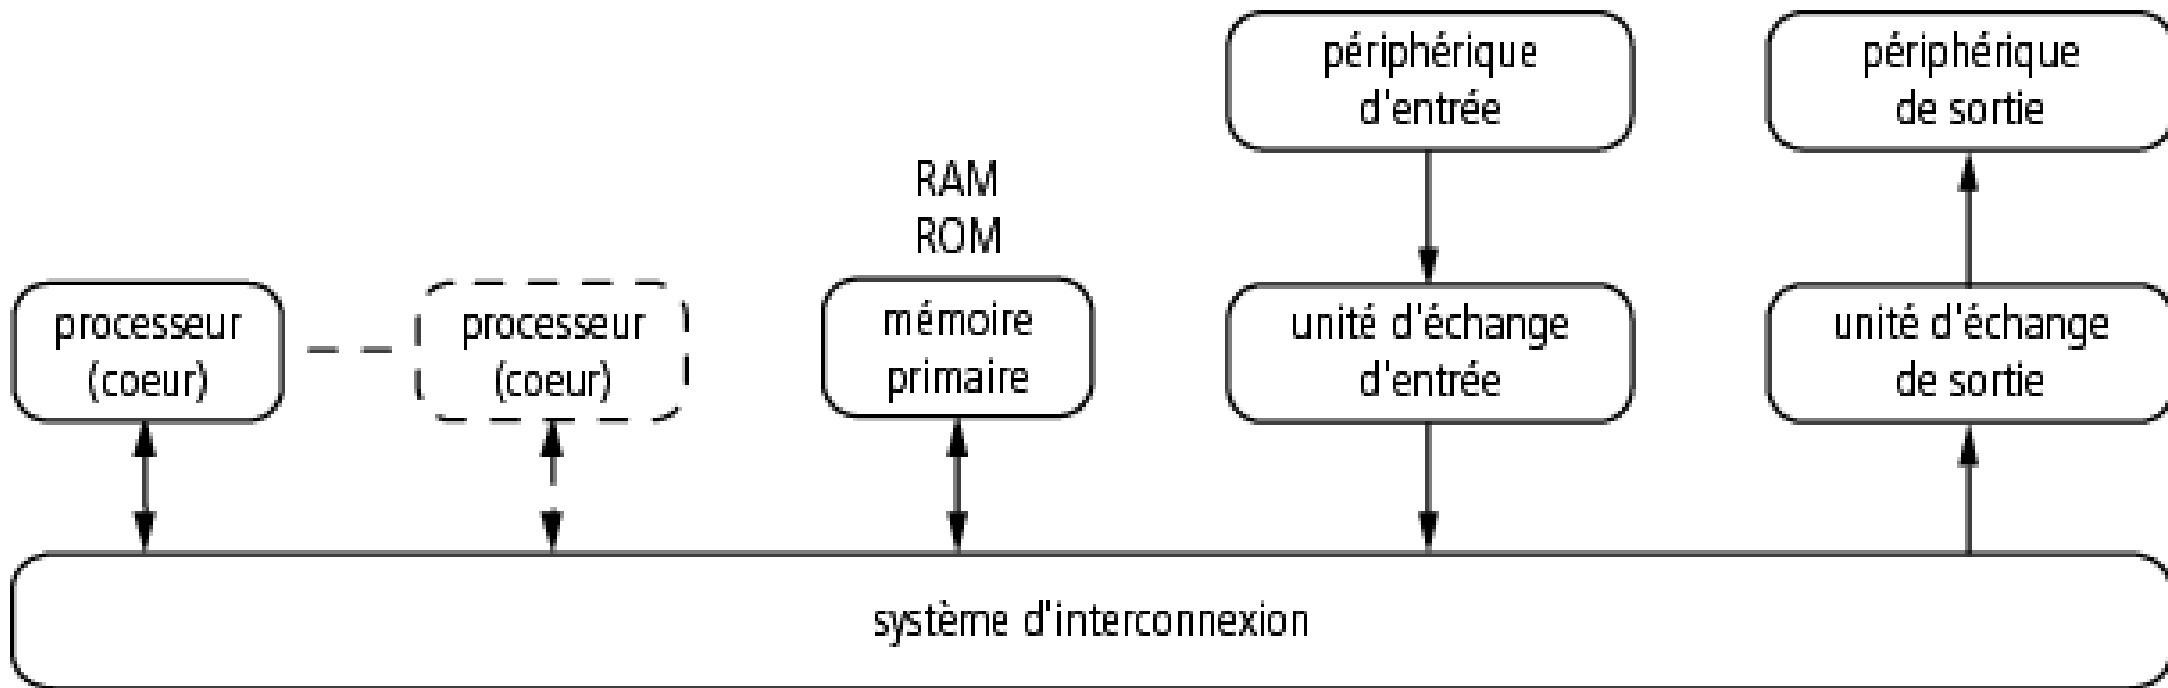 périphérique
d'entrée
périphérique
de sortie
RAM
ROM
processeur
(coeur)
processeur
(coeur)
mémoire
primaire
unité d'échange
d'entrée
unité d'échange
de sortie
système d'interconnexion